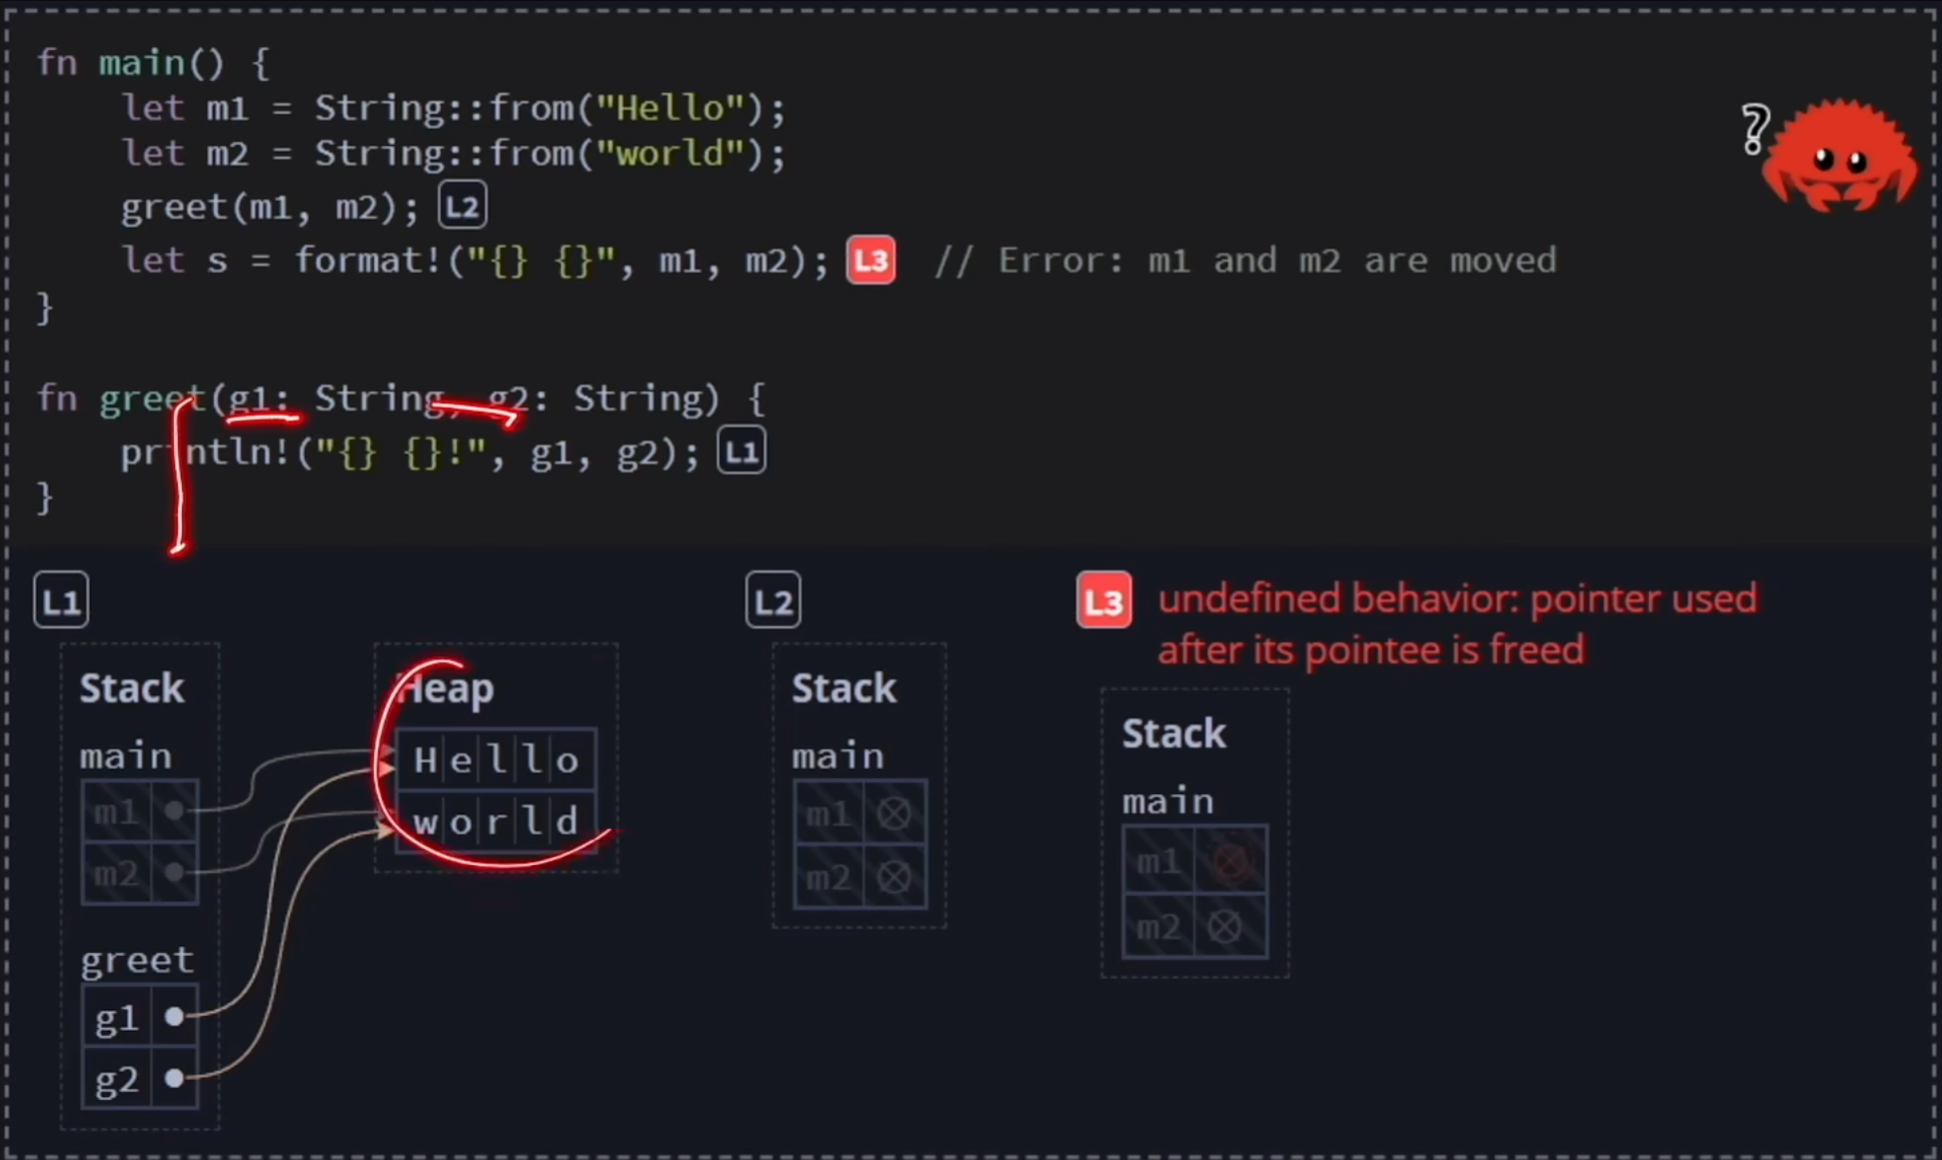 fn main() {
    let m1 = String::from("Hello");
    let m2 = String::from("world");
    greet(m1, m2); L2
    let s = format!("{} {}", m1, m2); L3 // Error: m1 and m2 are moved
}
?
fn greet(g1: String, g2: String) {
    println!("{} {}!", g1, g2); L1
}
L1
Stack
main
m1
m2
greet
g1
g2
Heap
H e l l o
w o r l d
L2
Stack
main
m1
m2
L3 undefined behavior: pointer used
after its pointee is freed
Stack
main
m1
m2